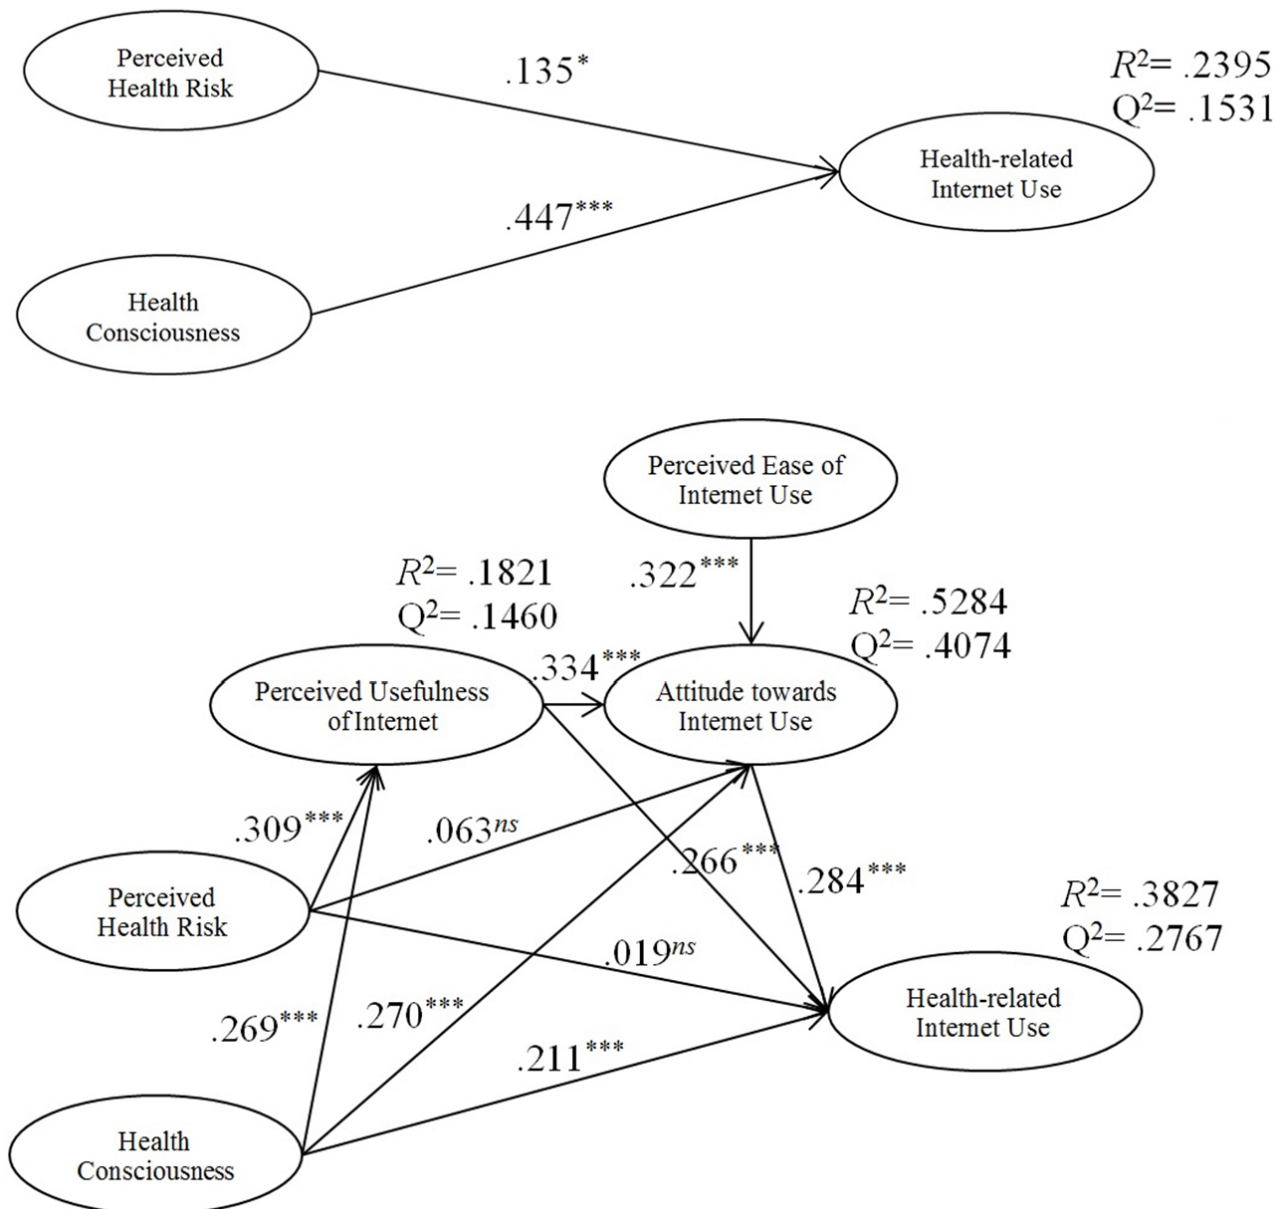 Perceived
Health Risk
.135*
R²= .2395
Q²= .1531
Health-related
Internet Use
.447***
Health
Consciousness
Perceived Ease of
Internet Use
.322***
R²= .1821
Q²= .1460
R²= .5284
Q²= .4074
.334***
Perceived Usefulness
of Internet
Attitude towards
Internet Use
.309***
.063ns
.266***
.284***
Perceived
Health Risk
R²= .3827
Q²= .2767
.019ns
Health-related
Internet Use
.269***
.270***
.211***
Health
Consciousness